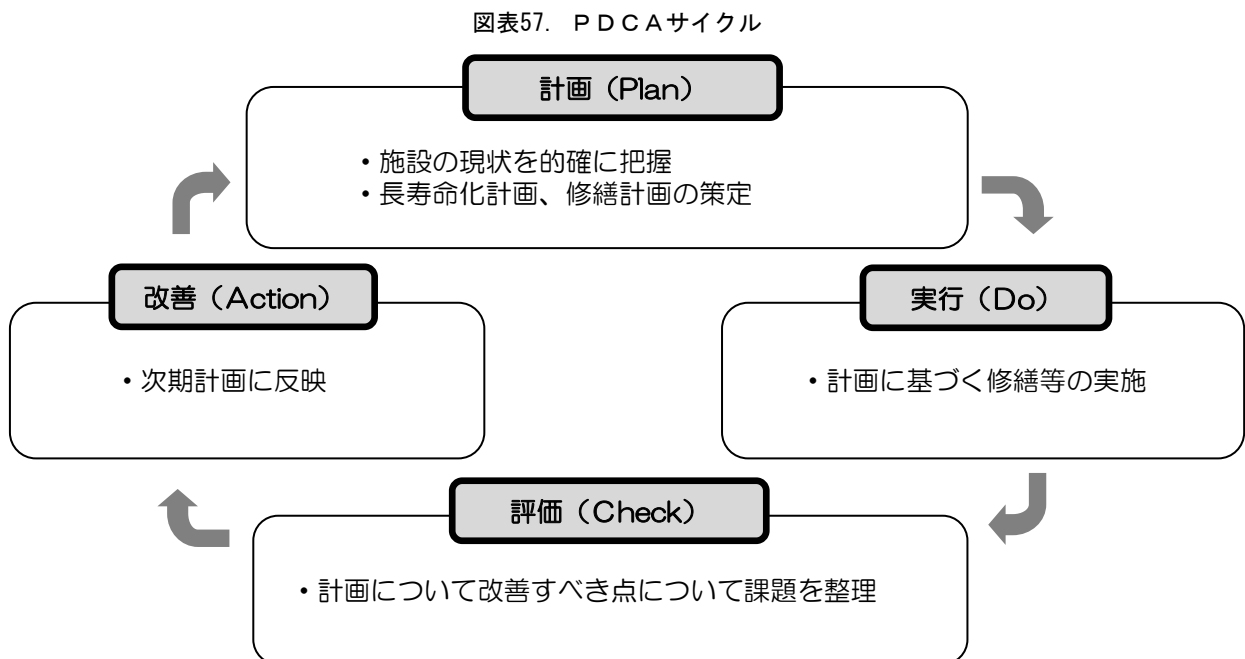 図表57. ＰＤＣＡサイクル
計画（Plan）
・施設の現状を的確に把握
・長寿命化計画、修繕計画の策定
改善（Action）
・次期計画に反映
実行（Do）
・計画に基づく修繕等の実施
評価（Check）
・計画について改善すべき点について課題を整理